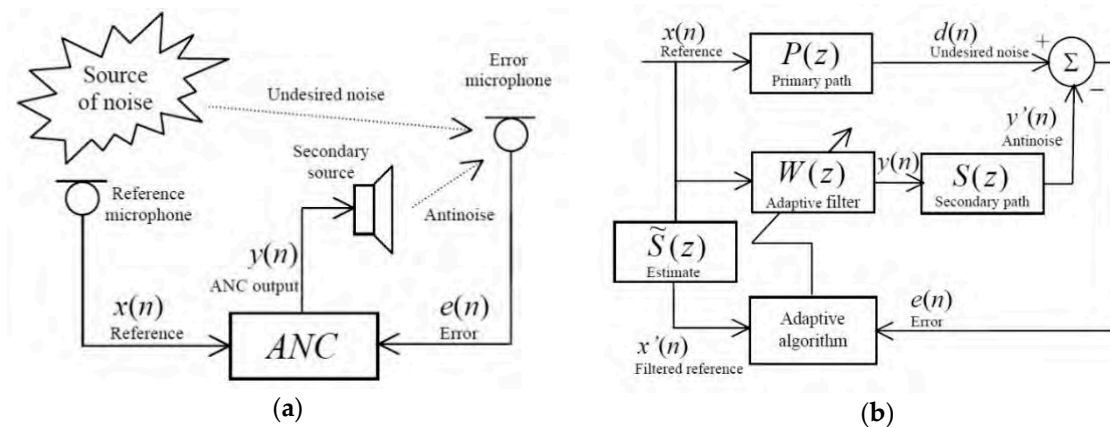 Source
of noise
Undesired noise
Error
microphone
Secondary
source
Reference
microphone
Antinoise
y(n)
ANC output
x(n)
Reference
e(n)
Error
ANC
(a)
x(n)
Reference
P(z)
Primary path
d(n)
Undesired noise
+
Σ
−
y'(n)
Antinoise
W(z)
Adaptive filter
y(n)
S(z)
Secondary path
S̃(z)
Estimate
x'(n)
Filtered reference
Adaptive
algorithm
e(n)
Error
(b)